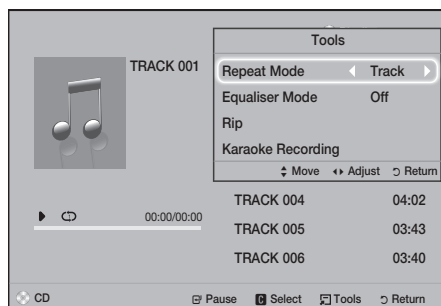 Tools
TRACK 001
Repeat Mode Track
Equaliser Mode Off
Rip
Karaoke Recording
Move Adjust Return
TRACK 004 04:02
00:00/00:00
TRACK 005 03:43
TRACK 006 03:40
CD Pause C Select Tools Return